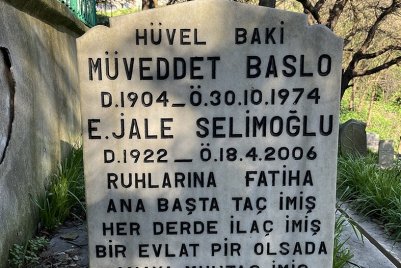 HÜVEL BAKİ
MÜVEDDET BASLO
D.1904_Ö.30.10.1974
E.JALE SELİMOĞLU
D.1922_Ö.18.4.2006
RUHLARINA FATİHA
ANA BAŞTA TAÇ İMİŞ
HER DERDE İLAÇ İMİŞ
BİR EVLAT PİR OLSADA